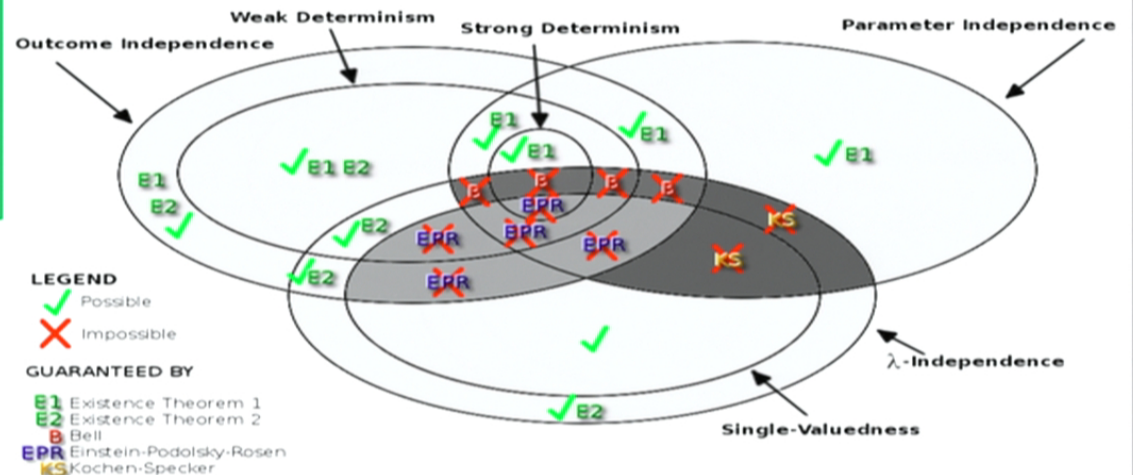 Weak Determinism
Strong Determinism
Parameter Independence
Outcome Independence
E1
E1
E1
E1
E1 E2
E1
E2
B
B
B
B
EPR
KS
E2
EPR
EPR
EPR
KS
E2
EPR
LEGEND
Possible
Impossible
λ-Independence
GUARANTEED BY
E1 Existence Theorem 1
E2 Existence Theorem 2
E2
B Bell
Single-Valuedness
EPR Einstein-Podolsky-Rosen
KS Kochen-Specker